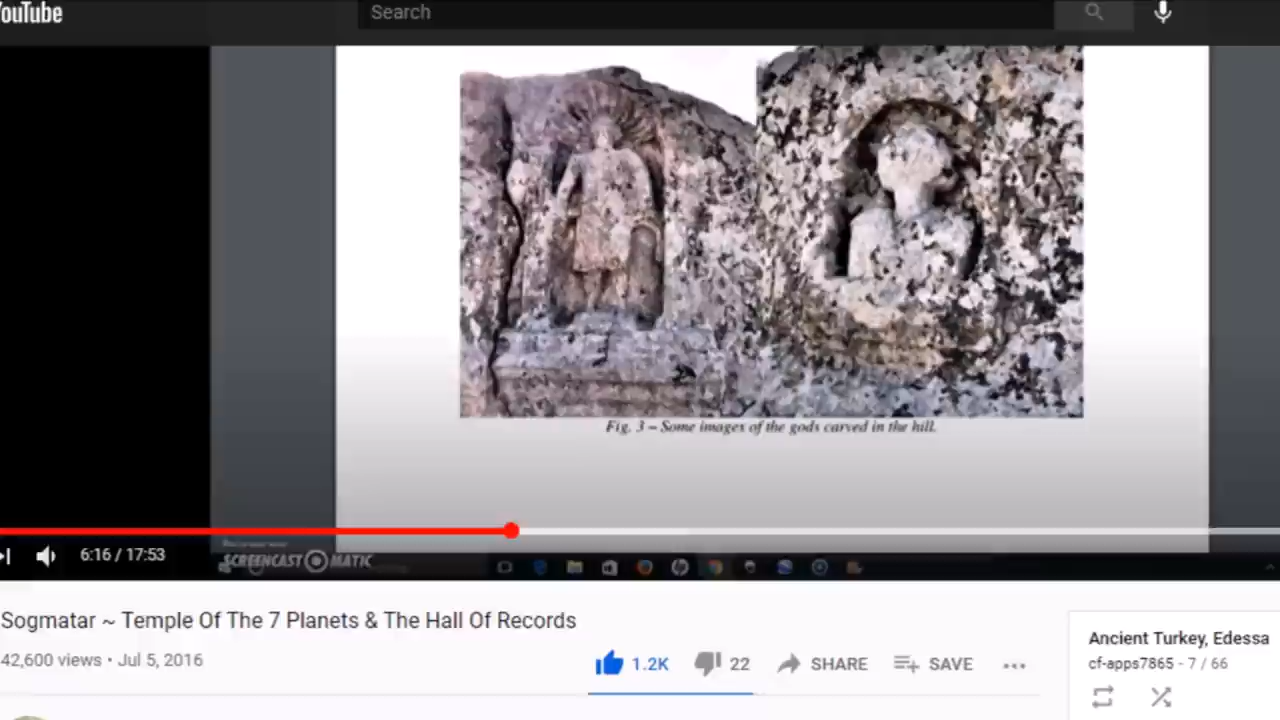 YouTube
Search
Fig. 3 – Some images of the gods carved in the hill.
6:16 / 17:53
SCREENCAST MATIC
Sogmatar ~ Temple Of The 7 Planets & The Hall Of Records
42,600 views • Jul 5, 2016
1.2K
22
SHARE
SAVE
Ancient Turkey, Edessa
cf-apps7865 - 7 / 66